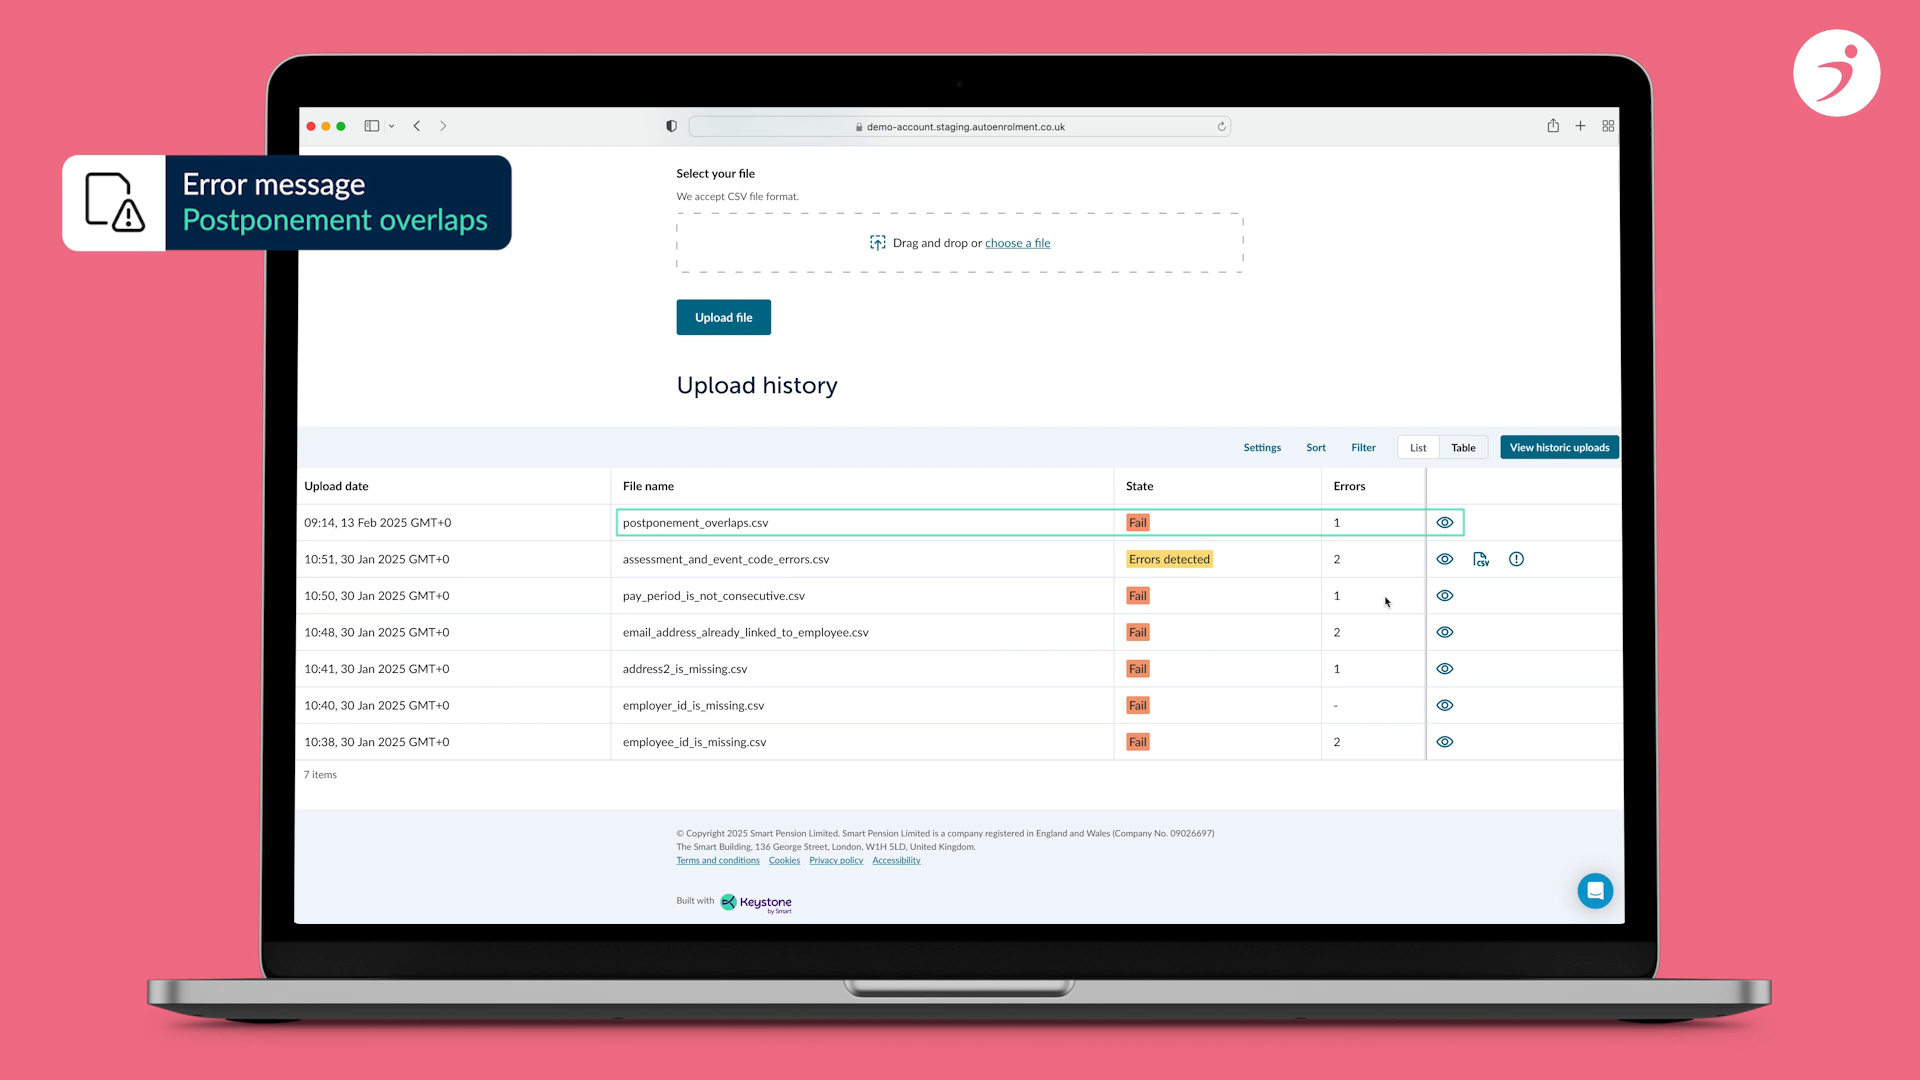 demo-account.staging.autoenrolment.co.uk
Error message
Postponement overlaps
Select your file
We accept CSV file format.
Drag and drop or choose a file
Upload file
Upload history
Settings Sort Filter List Table View historic uploads
Upload date File name State Errors
09:14, 13 Feb 2025 GMT+0 postponement_overlaps.csv Fail 1
10:51, 30 Jan 2025 GMT+0 assessment_and_event_code_errors.csv Errors detected 2 CSV
10:50, 30 Jan 2025 GMT+0 pay_period_is_not_consecutive.csv Fail 1
10:48, 30 Jan 2025 GMT+0 email_address_already_linked_to_employee.csv Fail 2
10:41, 30 Jan 2025 GMT+0 address2_is_missing.csv Fail 1
10:40, 30 Jan 2025 GMT+0 employer_id_is_missing.csv Fail -
10:38, 30 Jan 2025 GMT+0 employee_id_is_missing.csv Fail 2
7 items
© Copyright 2025 Smart Pension Limited. Smart Pension Limited is a company registered in England and Wales (Company No. 09026697)
The Smart Building, 136 George Street, London, W1H 5LD, United Kingdom.
Terms and conditions Cookies Privacy policy Accessibility
Built with Keystone
by Smart